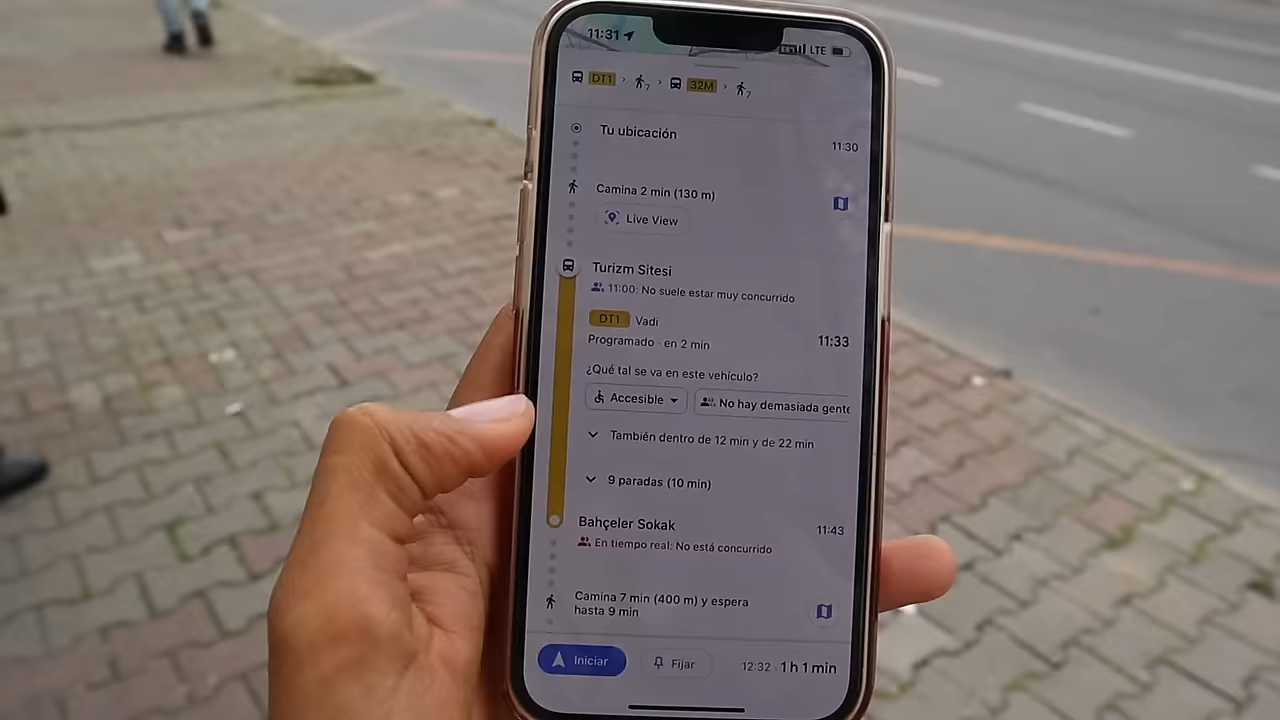 11:31 LTE
DT1 › 7 › 32M › 7
Tu ubicación
11:30
Camina 2 min (130 m)
Live View
Turizm Sitesi
11:00: No suele estar muy concurrido
DT1 Vadi
Programado · en 2 min 11:33
¿Qué tal se va en este vehículo?
Accesible No hay demasiada gente
También dentro de 12 min y de 22 min
9 paradas (10 min)
Bahçeler Sokak 11:43
En tiempo real: No está concurrido
Camina 7 min (400 m) y espera
hasta 9 min
Iniciar Fijar 12:32 · 1 h 1 min